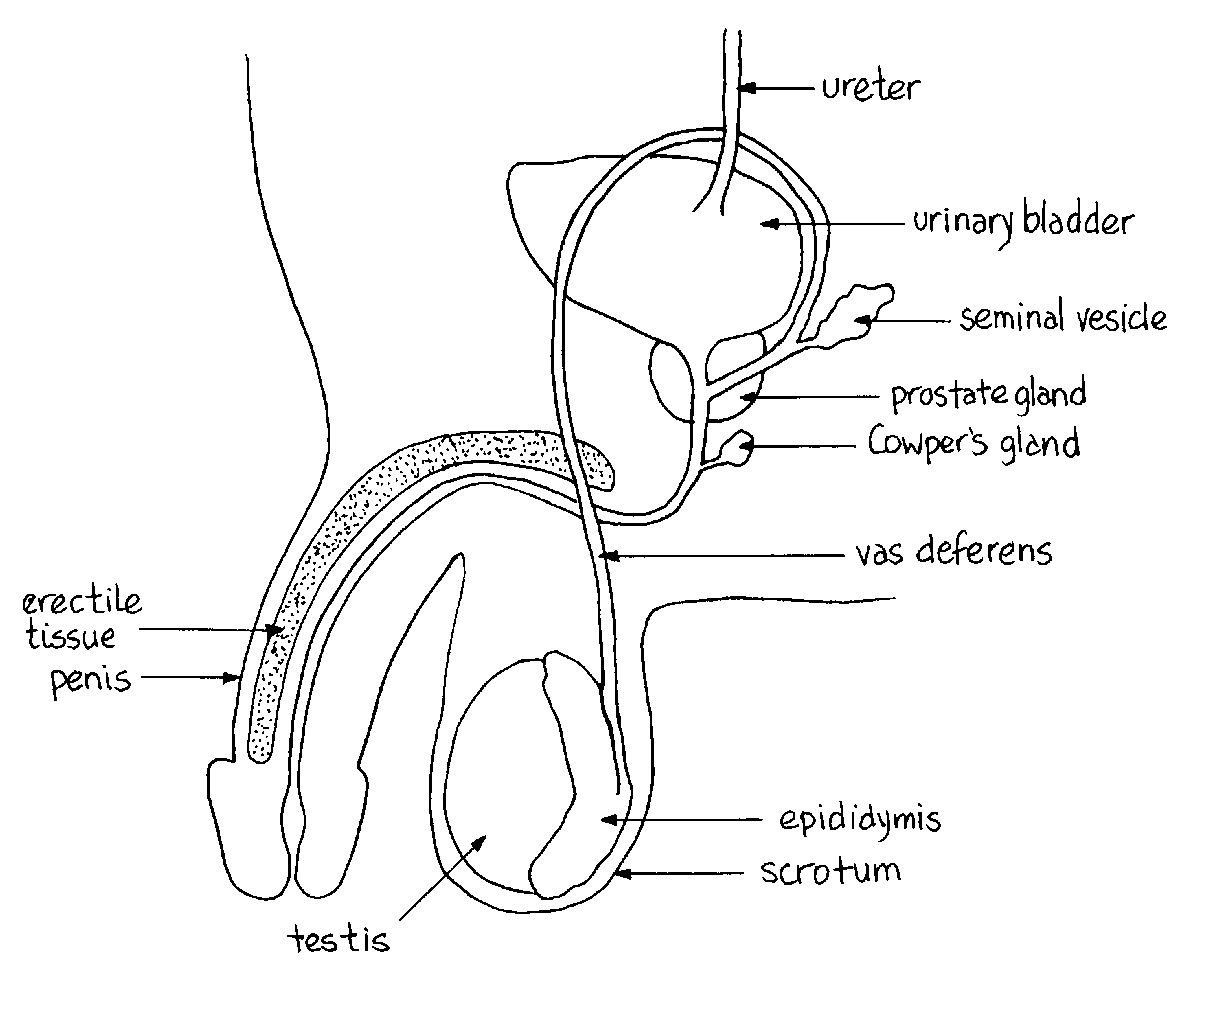 ureter
urinary bladder
seminal vesicle
prostate gland
Cowper's gland
vas deferens
erectile
tissue
penis
epididymis
scrotum
testis